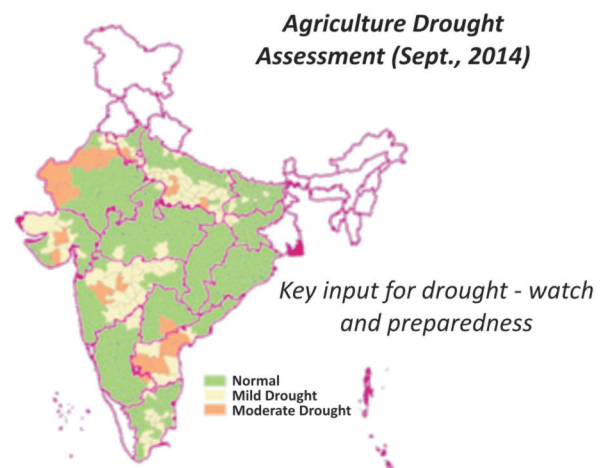 Agriculture Drought
Assessment (Sept., 2014)
Key input for drought - watch
and preparedness
Normal
Mild Drought
Moderate Drought